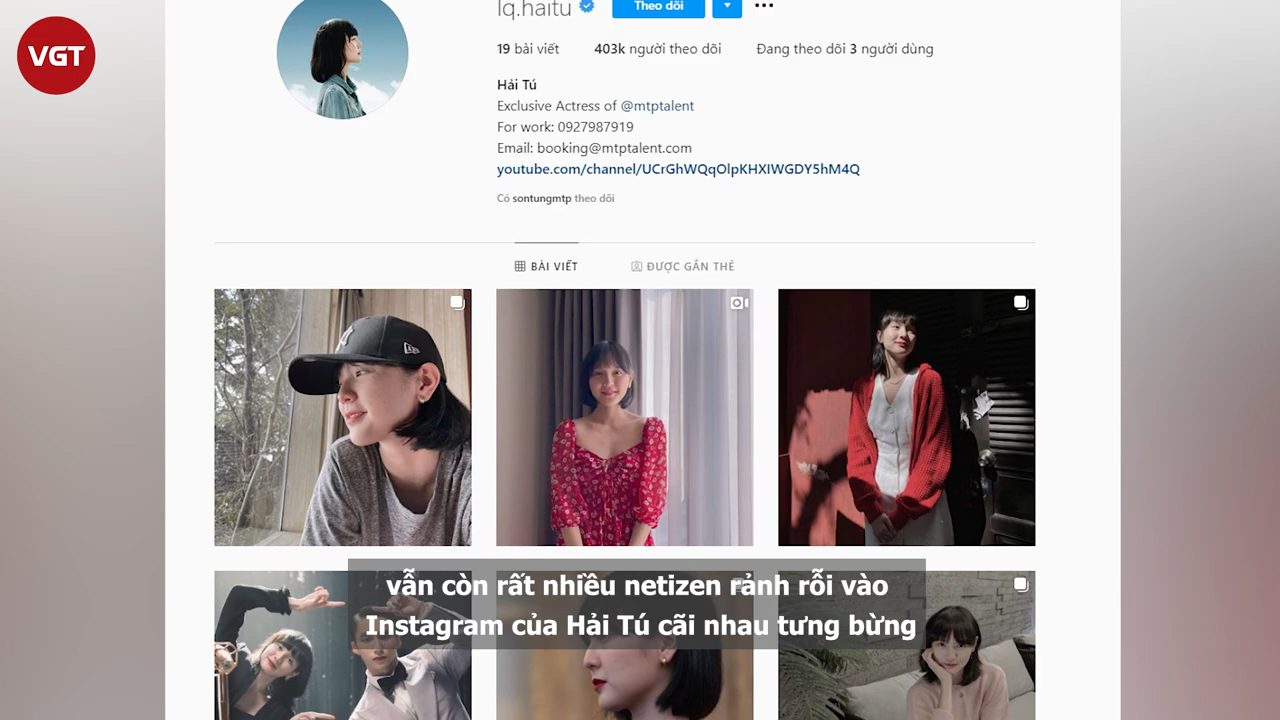 VGT
lq.haitu
Theo dõi
19 bài viết
403k người theo dõi
Đang theo dõi 3 người dùng
Hải Tú
Exclusive Actress of @mtptalent
For work: 0927987919
Email: booking@mtptalent.com
youtube.com/channel/UCrGhWQqOlpKHXIWGDY5hM4Q
Có sontungmtp theo dõi
BÀI VIẾT
ĐƯỢC GẮN THẺ
vẫn còn rất nhiều netizen rảnh rỗi vào
Instagram của Hải Tú cãi nhau tưng bừng